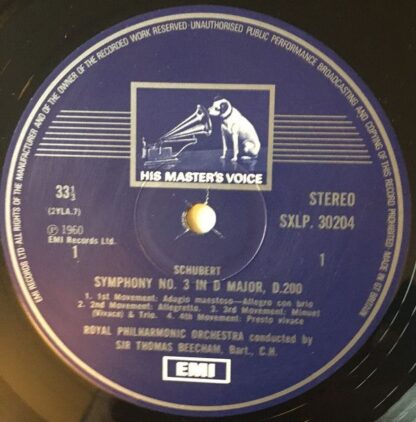 EMI RECORDS LTD ALL RIGHTS OF THE MANUFACTURER AND OF THE OWNER OF THE RECORDED WORK RESERVED·UNAUTHORISED PUBLIC PERFORMANCE BROADCASTING AND COPYING OF THIS RECORD PROHIBITED MADE IN GT BRITAIN
HIS MASTER'S VOICE
33⅓
STEREO
(2YLA.7)
SXLP. 30204
℗ 1960
EMI Records Ltd.
1
1
SCHUBERT
SYMPHONY NO. 3 IN D MAJOR, D.200
1. 1st Movement: Adagio maestoso—Allegro con brio
2. 2nd Movement: Allegretto. 3. 3rd Movement: Minuet
(Vivace) & Trio. 4. 4th Movement: Presto vivace
ROYAL PHILHARMONIC ORCHESTRA conducted by
SIR THOMAS BEECHAM, Bart., C.H.
EMI